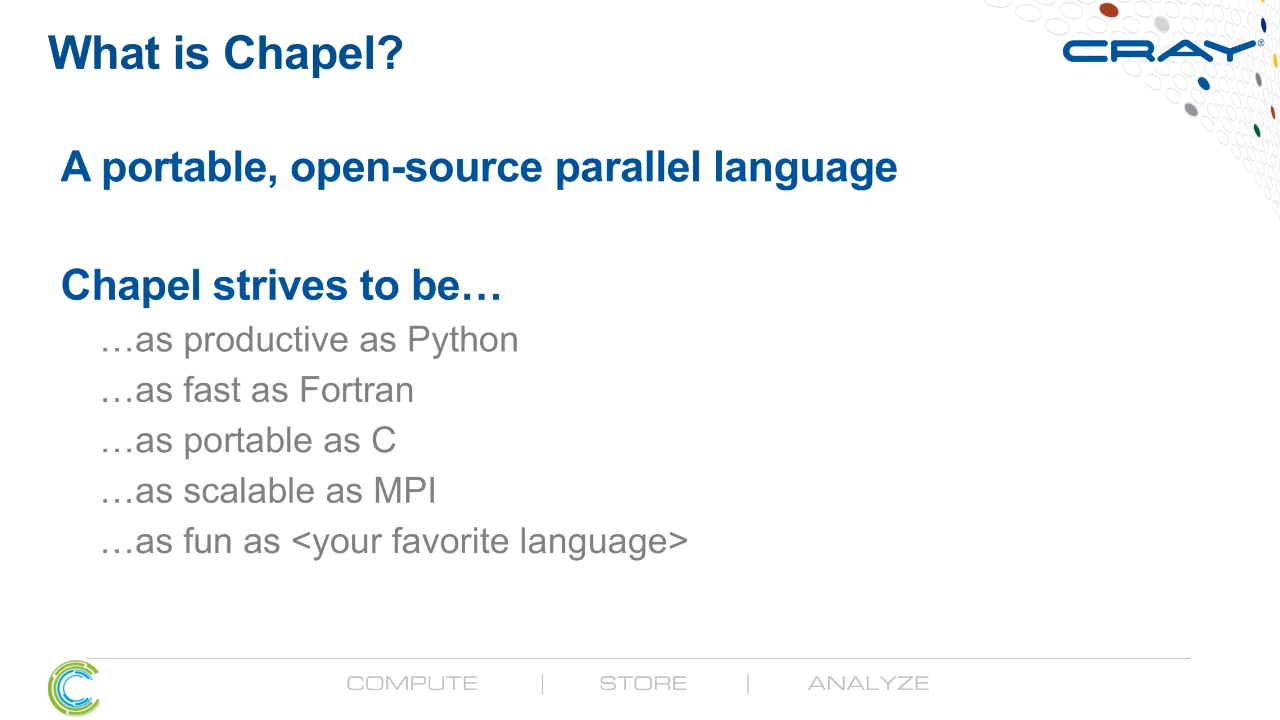 What is Chapel?
CRAY®
A portable, open-source parallel language
Chapel strives to be…
…as productive as Python
…as fast as Fortran
…as portable as C
…as scalable as MPI
…as fun as <your favorite language>
COMPUTE | STORE | ANALYZE